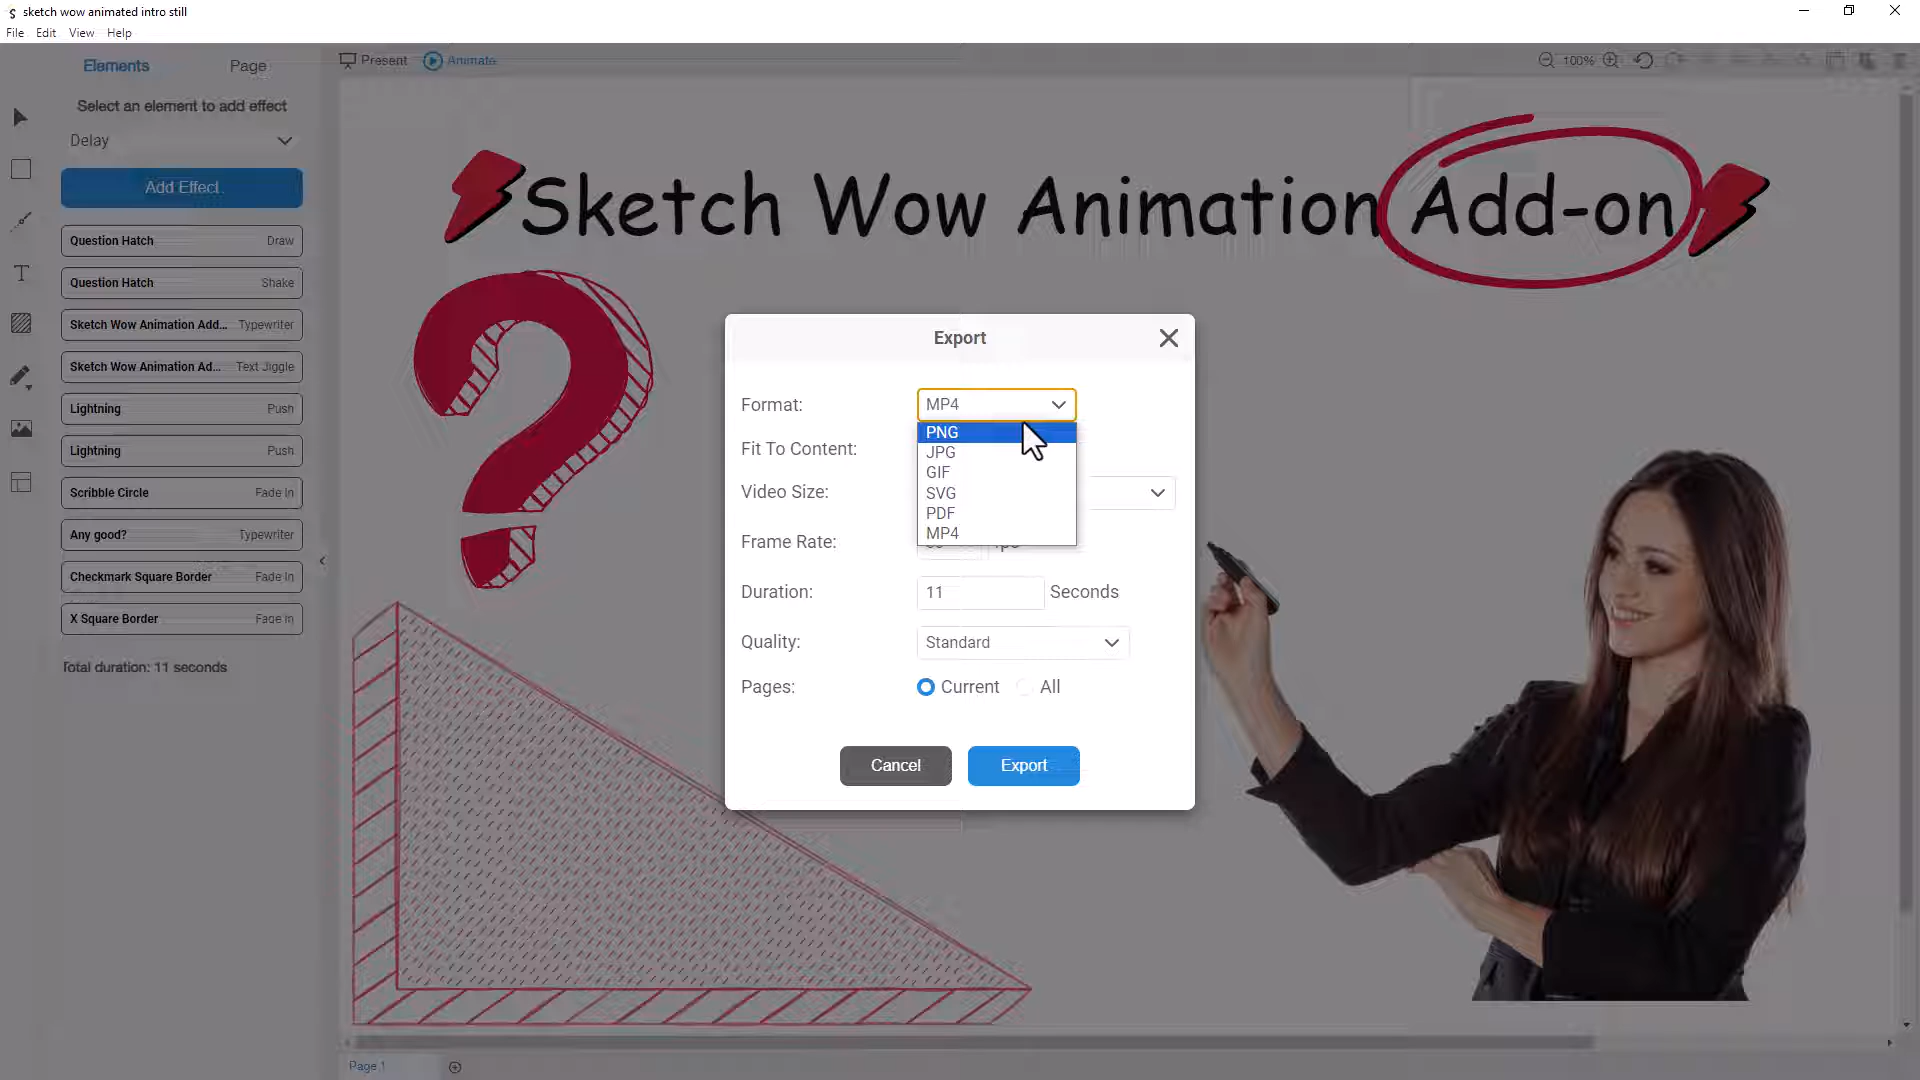 sketch wow animated intro still
File Edit View Help
Elements Page
Present Animate
100%
Select an element to add effect
Delay
Add Effect
Question Hatch Draw
Question Hatch Shake
Sketch Wow Animation Add... Typewriter
Sketch Wow Animation Ad... Text Jiggle
Lightning Push
Lightning Push
Scribble Circle Fade In
Any good? Typewriter
Checkmark Square Border Fade In
X Square Border Fade In
Total duration: 11 seconds
Sketch Wow Animation Add-on
Export
Format: MP4
PNG
JPG
GIF
SVG
PDF
MP4
Fit To Content:
Video Size:
Frame Rate:
Duration: 11 Seconds
Quality: Standard
Pages: Current All
Cancel Export
Page 1